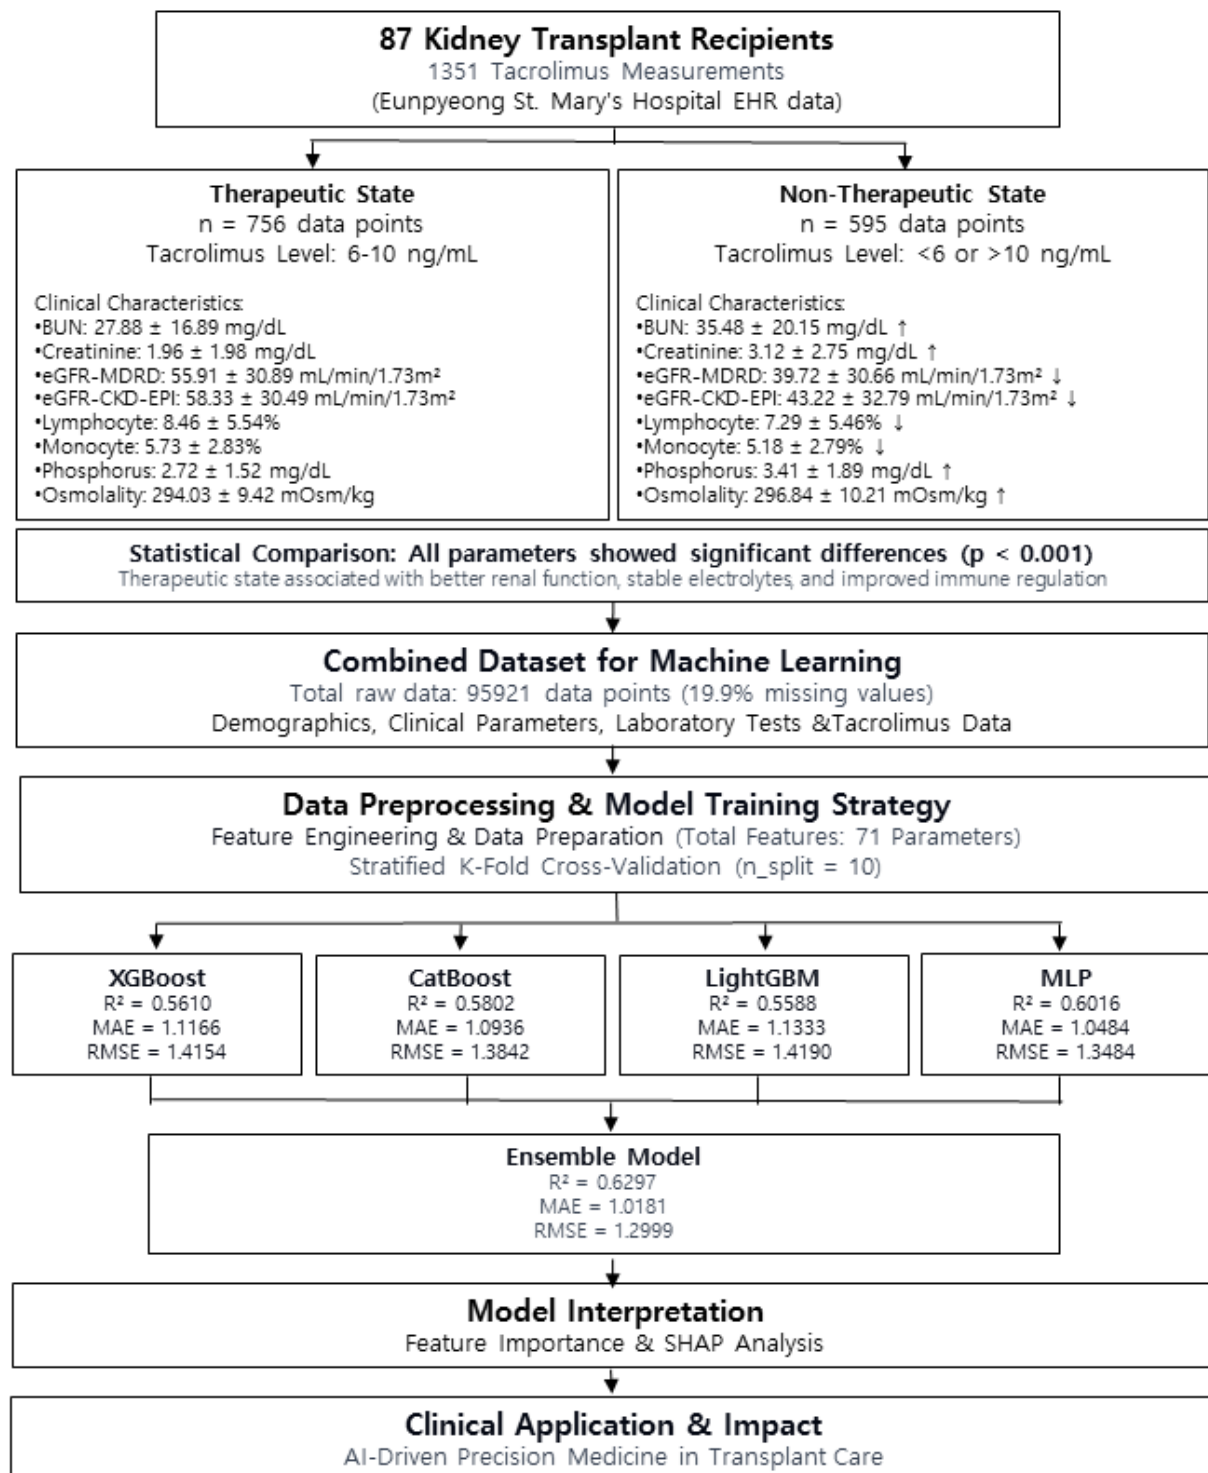 87 Kidney Transplant Recipients
1351 Tacrolimus Measurements
(Eunpyeong St. Mary's Hospital EHR data)
Therapeutic State
n = 756 data points
Tacrolimus Level: 6-10 ng/mL
Clinical Characteristics:
•BUN: 27.88 ± 16.89 mg/dL
•Creatinine: 1.96 ± 1.98 mg/dL
•eGFR-MDRD: 55.91 ± 30.89 mL/min/1.73m²
•eGFR-CKD-EPI: 58.33 ± 30.49 mL/min/1.73m²
•Lymphocyte: 8.46 ± 5.54%
•Monocyte: 5.73 ± 2.83%
•Phosphorus: 2.72 ± 1.52 mg/dL
•Osmolality: 294.03 ± 9.42 mOsm/kg
Non-Therapeutic State
n = 595 data points
Tacrolimus Level: <6 or >10 ng/mL
Clinical Characteristics:
•BUN: 35.48 ± 20.15 mg/dL ↑
•Creatinine: 3.12 ± 2.75 mg/dL ↑
•eGFR-MDRD: 39.72 ± 30.66 mL/min/1.73m² ↓
•eGFR-CKD-EPI: 43.22 ± 32.79 mL/min/1.73m² ↓
•Lymphocyte: 7.29 ± 5.46% ↓
•Monocyte: 5.18 ± 2.79% ↓
•Phosphorus: 3.41 ± 1.89 mg/dL ↑
•Osmolality: 296.84 ± 10.21 mOsm/kg ↑
Statistical Comparison: All parameters showed significant differences (p < 0.001)
Therapeutic state associated with better renal function, stable electrolytes, and improved immune regulation
Combined Dataset for Machine Learning
Total raw data: 95921 data points (19.9% missing values)
Demographics, Clinical Parameters, Laboratory Tests &Tacrolimus Data
Data Preprocessing & Model Training Strategy
Feature Engineering & Data Preparation (Total Features: 71 Parameters)
Stratified K-Fold Cross-Validation (n_split = 10)
XGBoost
R² = 0.5610
MAE = 1.1166
RMSE = 1.4154
CatBoost
R² = 0.5802
MAE = 1.0936
RMSE = 1.3842
LightGBM
R² = 0.5588
MAE = 1.1333
RMSE = 1.4190
MLP
R² = 0.6016
MAE = 1.0484
RMSE = 1.3484
Ensemble Model
R² = 0.6297
MAE = 1.0181
RMSE = 1.2999
Model Interpretation
Feature Importance & SHAP Analysis
Clinical Application & Impact
AI-Driven Precision Medicine in Transplant Care